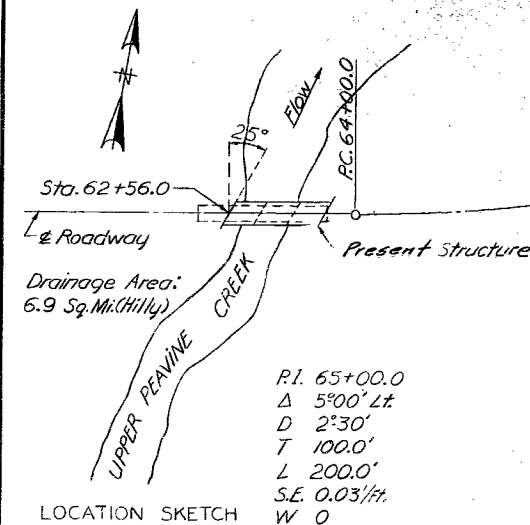 N
25°
FLOW
P.C. 64+00.0
Sta. 62+56.0
℄ Roadway
Present Structure
Drainage Area:
6.9 Sq. Mi. (Hilly)
UPPER PEAVINE CREEK
P.I. 65+00.0
Δ 5°00' Lt.
D 2°30'
T 100.0'
L 200.0'
S.E. 0.03'/Ft.
W 0
LOCATION SKETCH